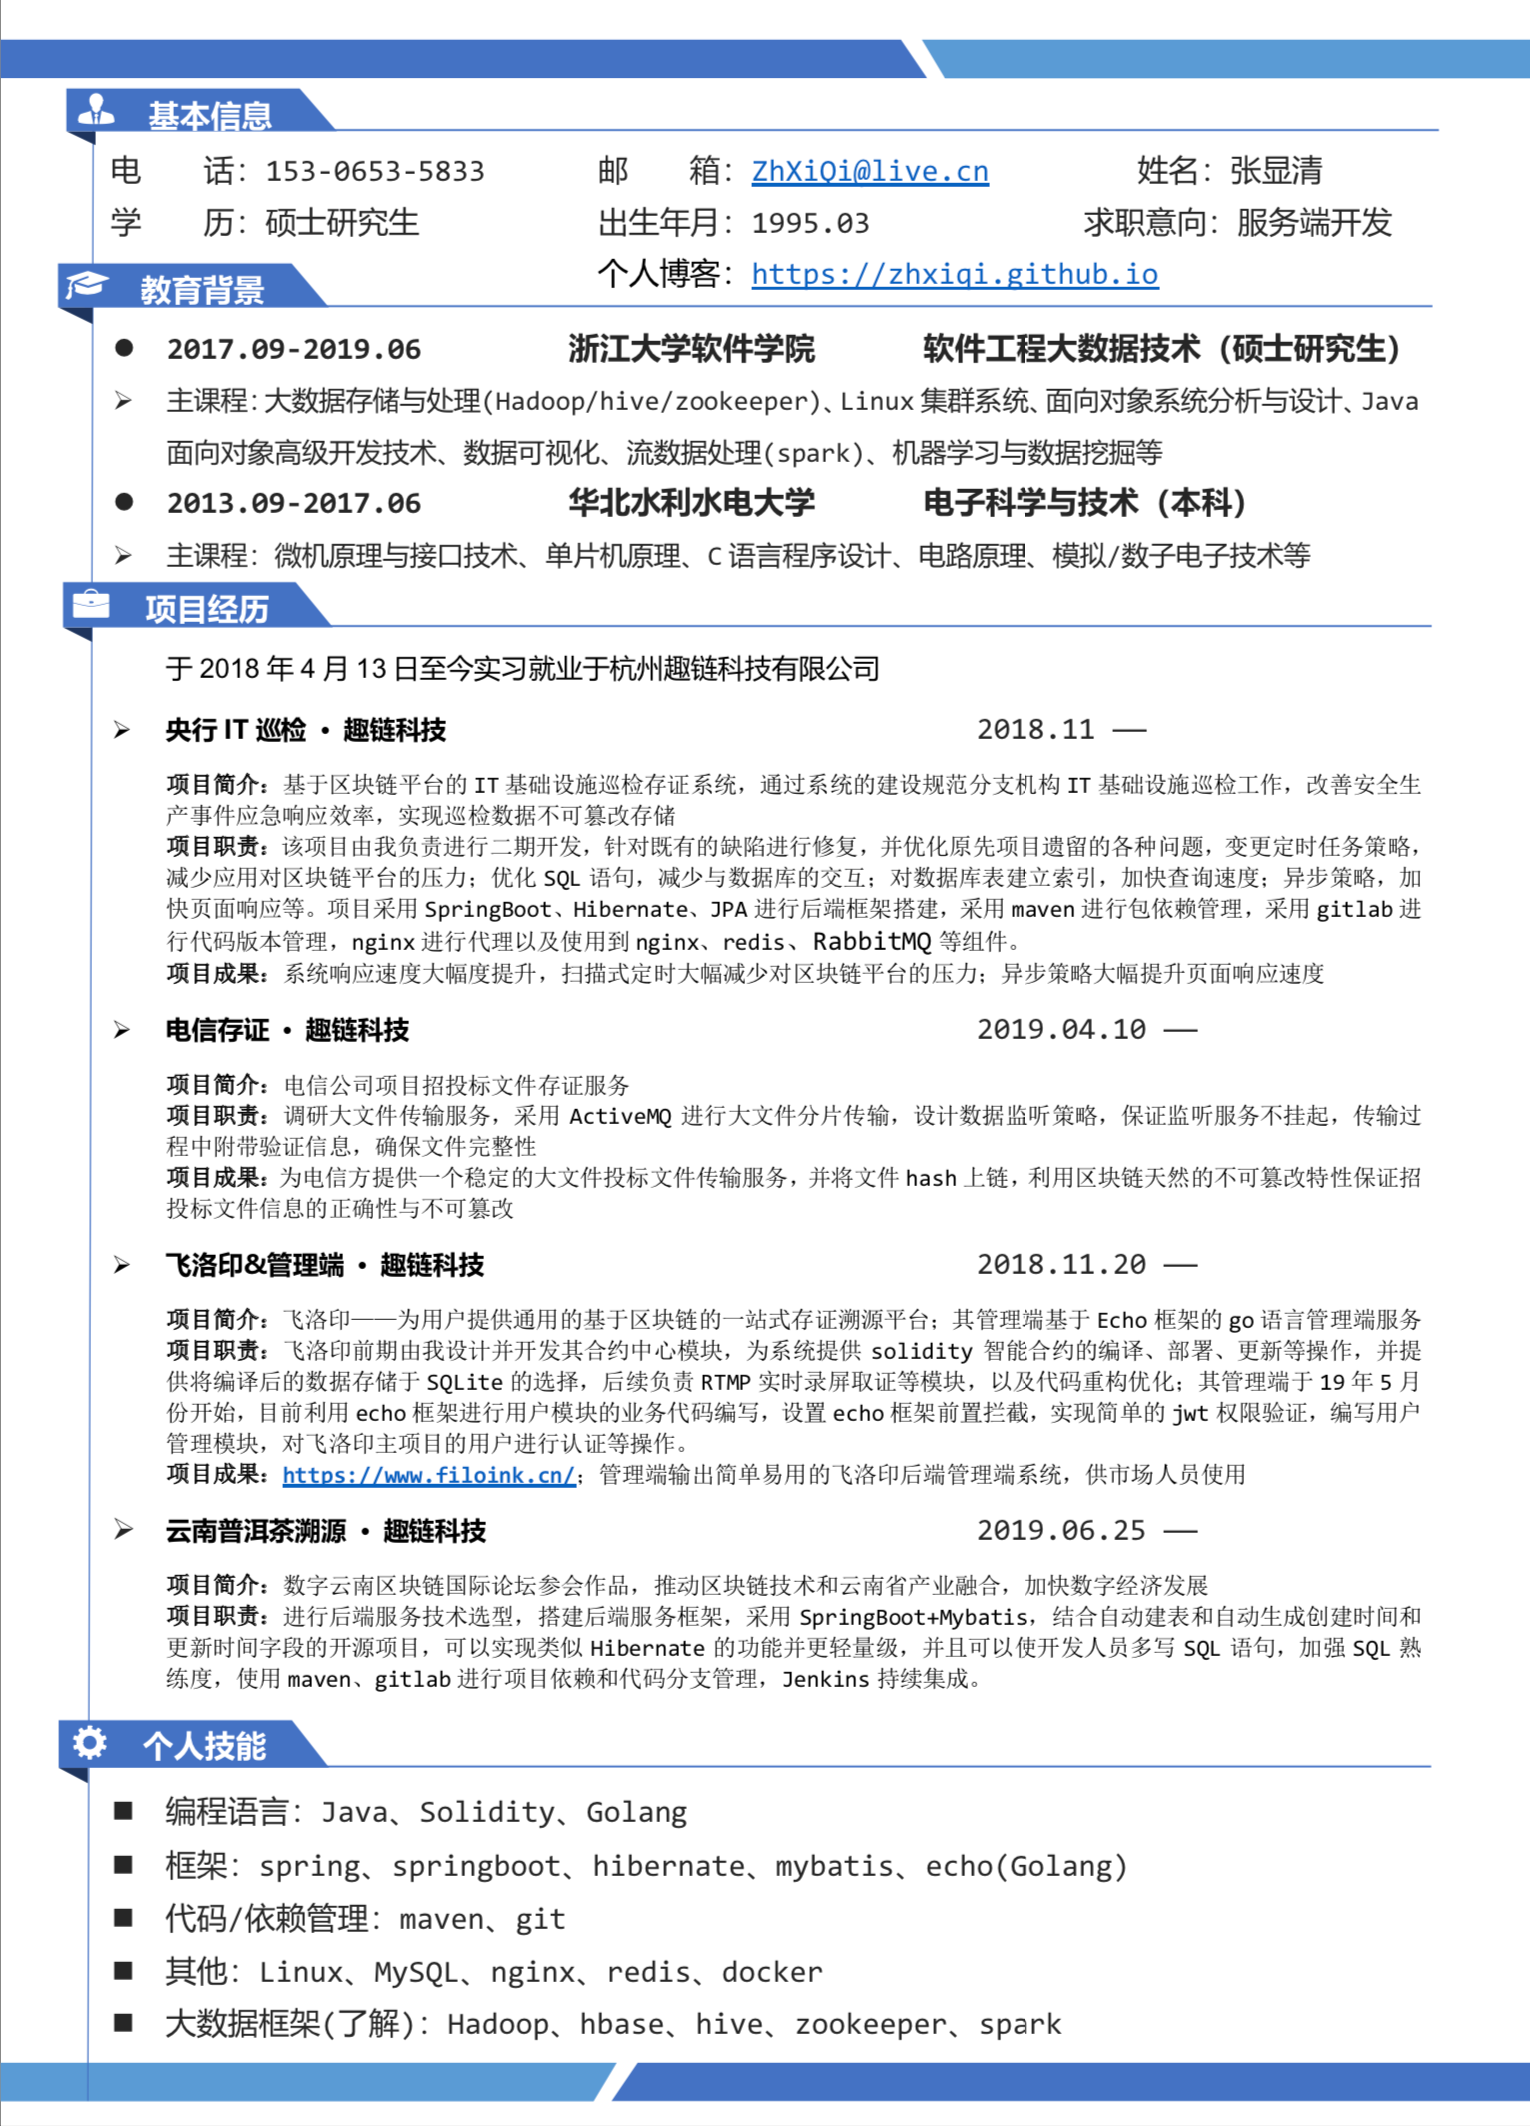 基本信息
电 话：153-0653-5833 邮 箱：ZhXiQi@live.cn 姓名：张显清
学 历：硕士研究生 出生年月：1995.03 求职意向：服务端开发
个人博客：https://zhxiqi.github.io
教育背景
● 2017.09-2019.06 浙江大学软件学院 软件工程大数据技术（硕士研究生）
➢ 主课程：大数据存储与处理(Hadoop/hive/zookeeper)、Linux 集群系统、面向对象系统分析与设计、Java
面向对象高级开发技术、数据可视化、流数据处理(spark)、机器学习与数据挖掘等
● 2013.09-2017.06 华北水利水电大学 电子科学与技术（本科）
➢ 主课程：微机原理与接口技术、单片机原理、C 语言程序设计、电路原理、模拟/数子电子技术等
项目经历
于 2018 年 4 月 13 日至今实习就业于杭州趣链科技有限公司
➢ 央行 IT 巡检 • 趣链科技 2018.11 ——
项目简介：基于区块链平台的 IT 基础设施巡检存证系统，通过系统的建设规范分支机构 IT 基础设施巡检工作，改善安全生
产事件应急响应效率，实现巡检数据不可篡改存储
项目职责：该项目由我负责进行二期开发，针对既有的缺陷进行修复，并优化原先项目遗留的各种问题，变更定时任务策略，
减少应用对区块链平台的压力；优化 SQL 语句，减少与数据库的交互；对数据库表建立索引，加快查询速度；异步策略，加
快页面响应等。项目采用 SpringBoot、Hibernate、JPA 进行后端框架搭建，采用 maven 进行包依赖管理，采用 gitlab 进
行代码版本管理，nginx 进行代理以及使用到 nginx、redis、RabbitMQ 等组件。
项目成果：系统响应速度大幅度提升，扫描式定时大幅减少对区块链平台的压力；异步策略大幅提升页面响应速度
➢ 电信存证 • 趣链科技 2019.04.10 ——
项目简介：电信公司项目招投标文件存证服务
项目职责：调研大文件传输服务，采用 ActiveMQ 进行大文件分片传输，设计数据监听策略，保证监听服务不挂起，传输过
程中附带验证信息，确保文件完整性
项目成果：为电信方提供一个稳定的大文件投标文件传输服务，并将文件 hash 上链，利用区块链天然的不可篡改特性保证招
投标文件信息的正确性与不可篡改
➢ 飞洛印&管理端 • 趣链科技 2018.11.20 ——
项目简介：飞洛印——为用户提供通用的基于区块链的一站式存证溯源平台；其管理端基于 Echo 框架的 go 语言管理端服务
项目职责：飞洛印前期由我设计并开发其合约中心模块，为系统提供 solidity 智能合约的编译、部署、更新等操作，并提
供将编译后的数据存储于 SQLite 的选择，后续负责 RTMP 实时录屏取证等模块，以及代码重构优化；其管理端于 19 年 5 月
份开始，目前利用 echo 框架进行用户模块的业务代码编写，设置 echo 框架前置拦截，实现简单的 jwt 权限验证，编写用户
管理模块，对飞洛印主项目的用户进行认证等操作。
项目成果：https://www.filoink.cn/；管理端输出简单易用的飞洛印后端管理端系统，供市场人员使用
➢ 云南普洱茶溯源 • 趣链科技 2019.06.25 ——
项目简介：数字云南区块链国际论坛参会作品，推动区块链技术和云南省产业融合，加快数字经济发展
项目职责：进行后端服务技术选型，搭建后端服务框架，采用 SpringBoot+Mybatis，结合自动建表和自动生成创建时间和
更新时间字段的开源项目，可以实现类似 Hibernate 的功能并更轻量级，并且可以使开发人员多写 SQL 语句，加强 SQL 熟
练度，使用 maven、gitlab 进行项目依赖和代码分支管理，Jenkins 持续集成。
个人技能
■ 编程语言：Java、Solidity、Golang
■ 框架：spring、springboot、hibernate、mybatis、echo(Golang)
■ 代码/依赖管理：maven、git
■ 其他：Linux、MySQL、nginx、redis、docker
■ 大数据框架(了解)：Hadoop、hbase、hive、zookeeper、spark